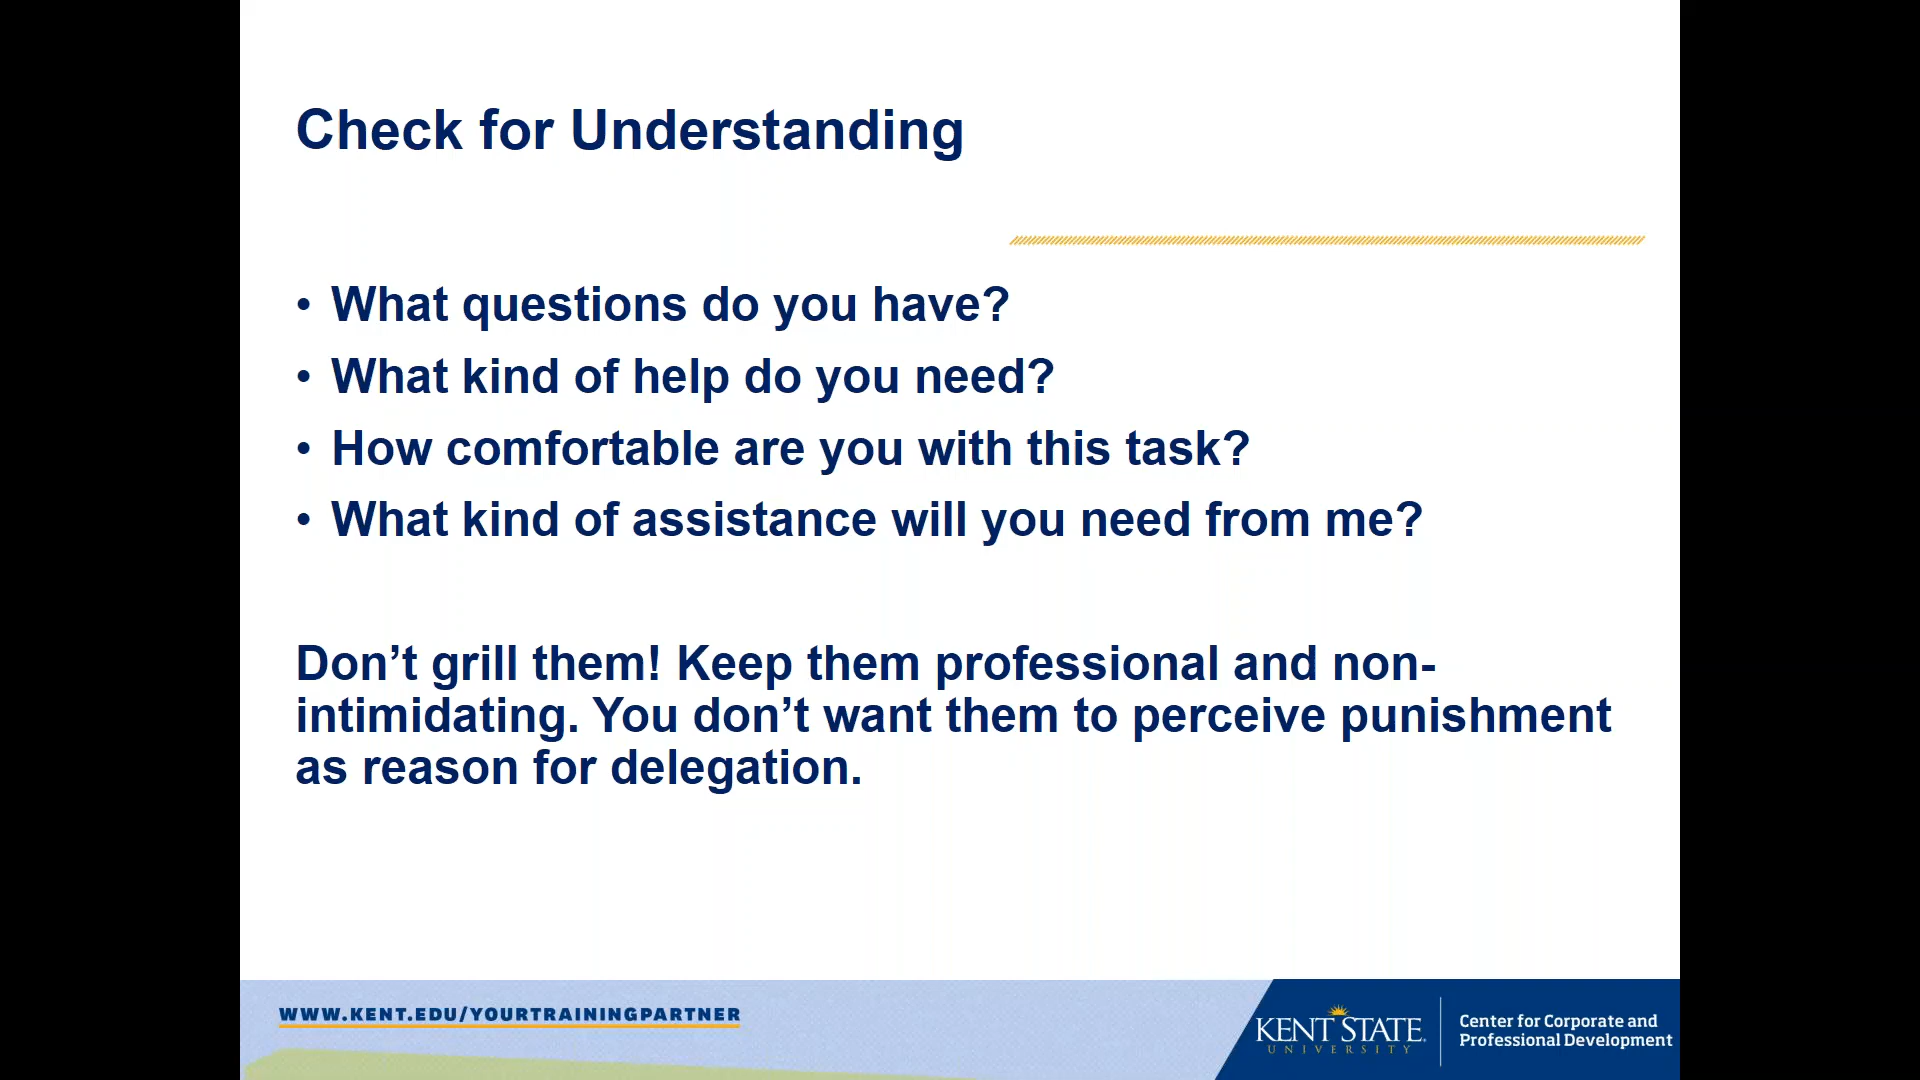 Check for Understanding
• What questions do you have?
• What kind of help do you need?
• How comfortable are you with this task?
• What kind of assistance will you need from me?
Don’t grill them! Keep them professional and non-
intimidating. You don’t want them to perceive punishment
as reason for delegation.
WWW.KENT.EDU/YOURTRAININGPARTNER
KENT STATE
UNIVERSITY
Center for Corporate and
Professional Development